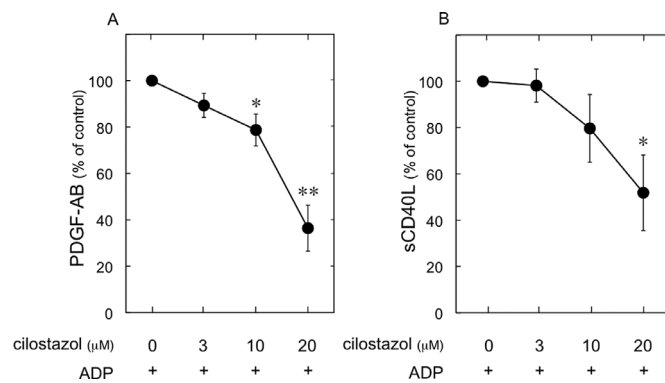 A
PDGF-AB (% of control)
100
80
60
40
20
0
*
**
cilostazol (μM) 0 3 10 20
ADP + + + +
B
sCD40L (% of control)
100
80
60
40
20
0
*
cilostazol (μM) 0 3 10 20
ADP + + + +